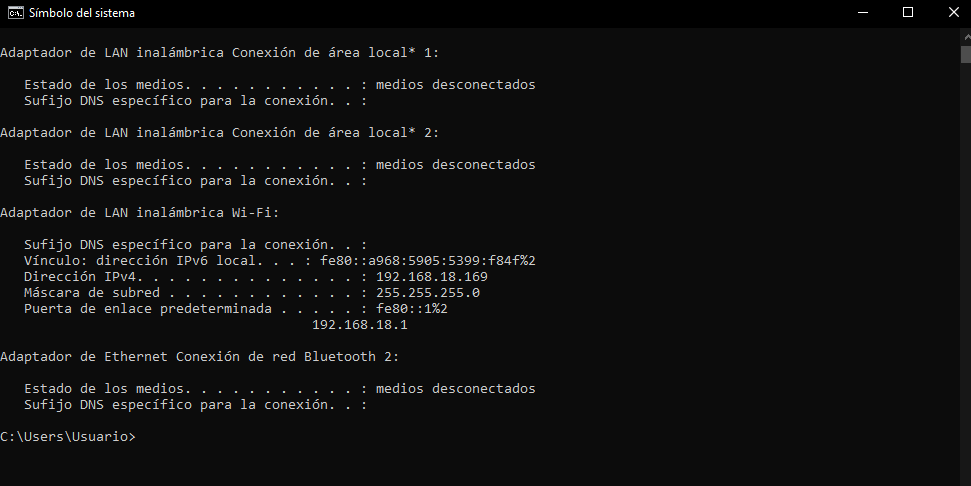 Símbolo del sistema
Adaptador de LAN inalámbrica Conexión de área local* 1:
Estado de los medios. . . . . . . . . . . : medios desconectados
Sufijo DNS específico para la conexión. . :
Adaptador de LAN inalámbrica Conexión de área local* 2:
Estado de los medios. . . . . . . . . . . : medios desconectados
Sufijo DNS específico para la conexión. . :
Adaptador de LAN inalámbrica Wi-Fi:
Sufijo DNS específico para la conexión. . :
Vínculo: dirección IPv6 local. . . : fe80::a968:5905:5399:f84f%2
Dirección IPv4. . . . . . . . . . . . . . : 192.168.18.169
Máscara de subred . . . . . . . . . . . . : 255.255.255.0
Puerta de enlace predeterminada . . . . . : fe80::1%2
192.168.18.1
Adaptador de Ethernet Conexión de red Bluetooth 2:
Estado de los medios. . . . . . . . . . . : medios desconectados
Sufijo DNS específico para la conexión. . :
C:\Users\Usuario>